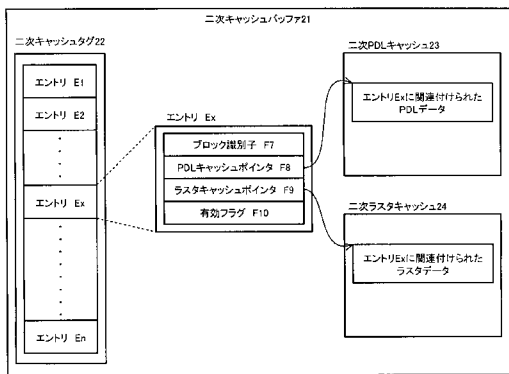 二次キャッシュバッファ21
二次キャッシュタグ22
エントリ E1
エントリ E2
エントリ Ex
エントリ En
エントリ Ex
ブロック識別子 F7
PDLキャッシュポインタ F8
ラスタキャッシュポインタ F9
有効フラグ F10
二次PDLキャッシュ23
エントリExに関連付けられた
PDLデータ
二次ラスタキャッシュ24
エントリExに関連付けられた
ラスタデータ